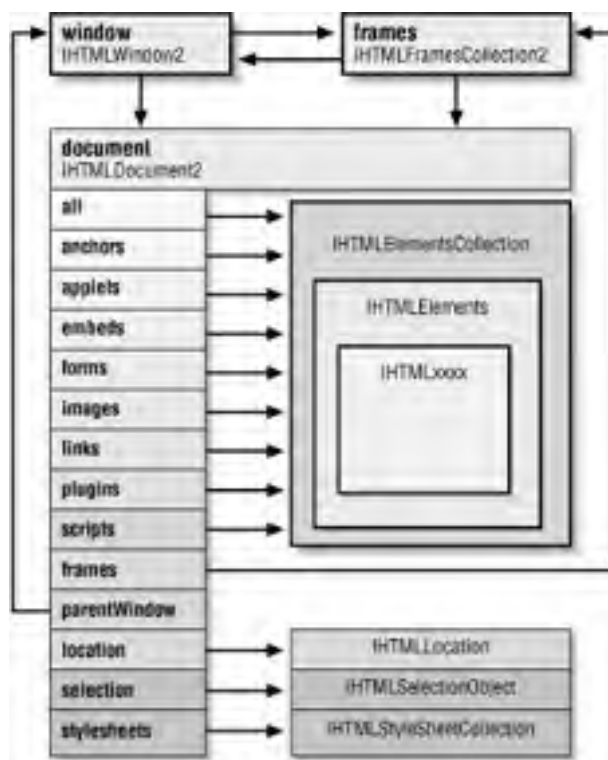 window
IHTMLWindow2
frames
IHTMLFramesCollection2
document
IHTMLDocument2
all
anchors
applets
embeds
forms
images
links
plugins
scripts
frames
parentWindow
location
selection
stylesheets
IHTMLElementsCollection
IHTMLElements
IHTMLxxxx
IHTMLLocation
IHTMLSelectionObject
IHTMLStyleSheetCollection